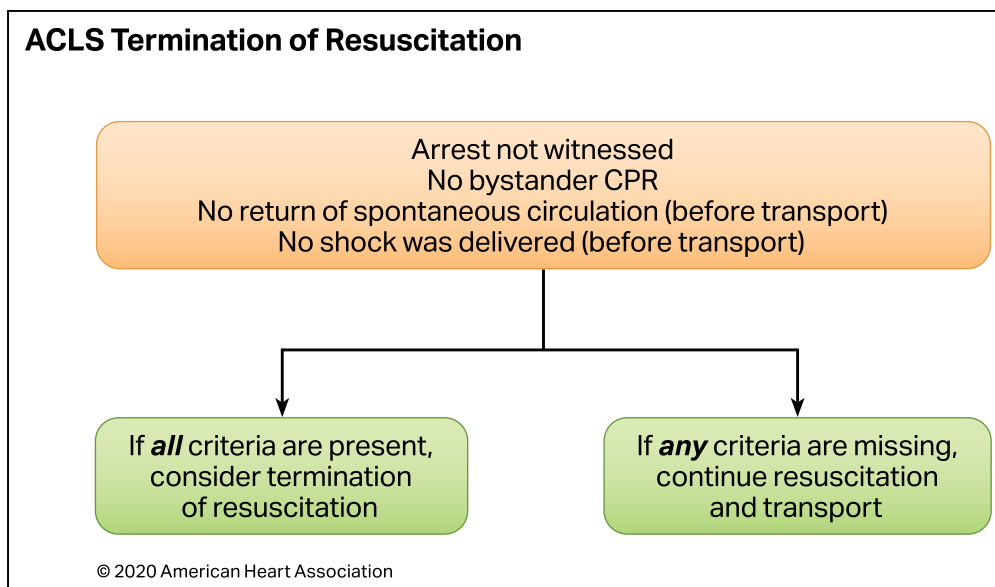 ACLS Termination of Resuscitation
Arrest not witnessed
No bystander CPR
No return of spontaneous circulation (before transport)
No shock was delivered (before transport)
If all criteria are present,
consider termination
of resuscitation
If any criteria are missing,
continue resuscitation
and transport
© 2020 American Heart Association